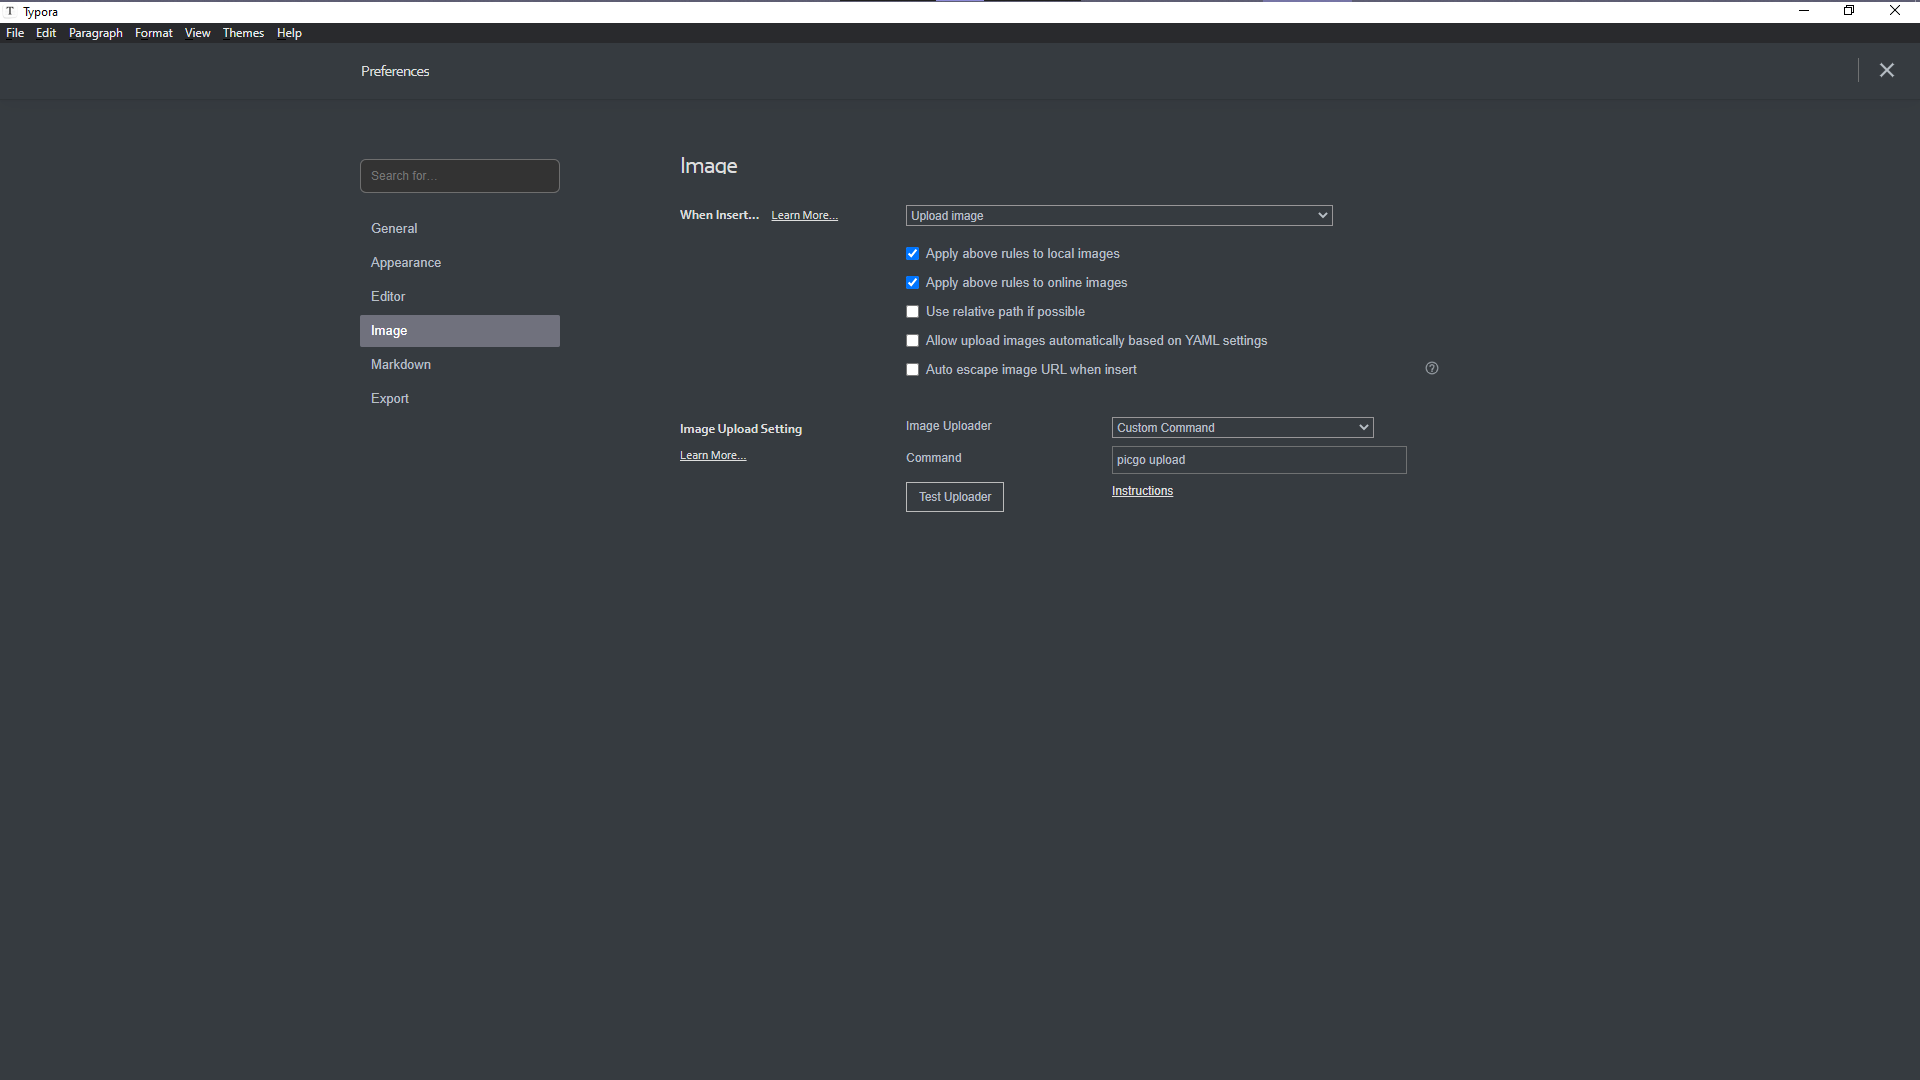 T Typora
File Edit Paragraph Format View Themes Help
Preferences
Search for...
General
Appearance
Editor
Image
Markdown
Export
Image
When Insert... Learn More... Upload image
Apply above rules to local images
Apply above rules to online images
Use relative path if possible
Allow upload images automatically based on YAML settings
Auto escape image URL when insert ?
Image Upload Setting Image Uploader Custom Command
Learn More... Command picgo upload
Test Uploader Instructions